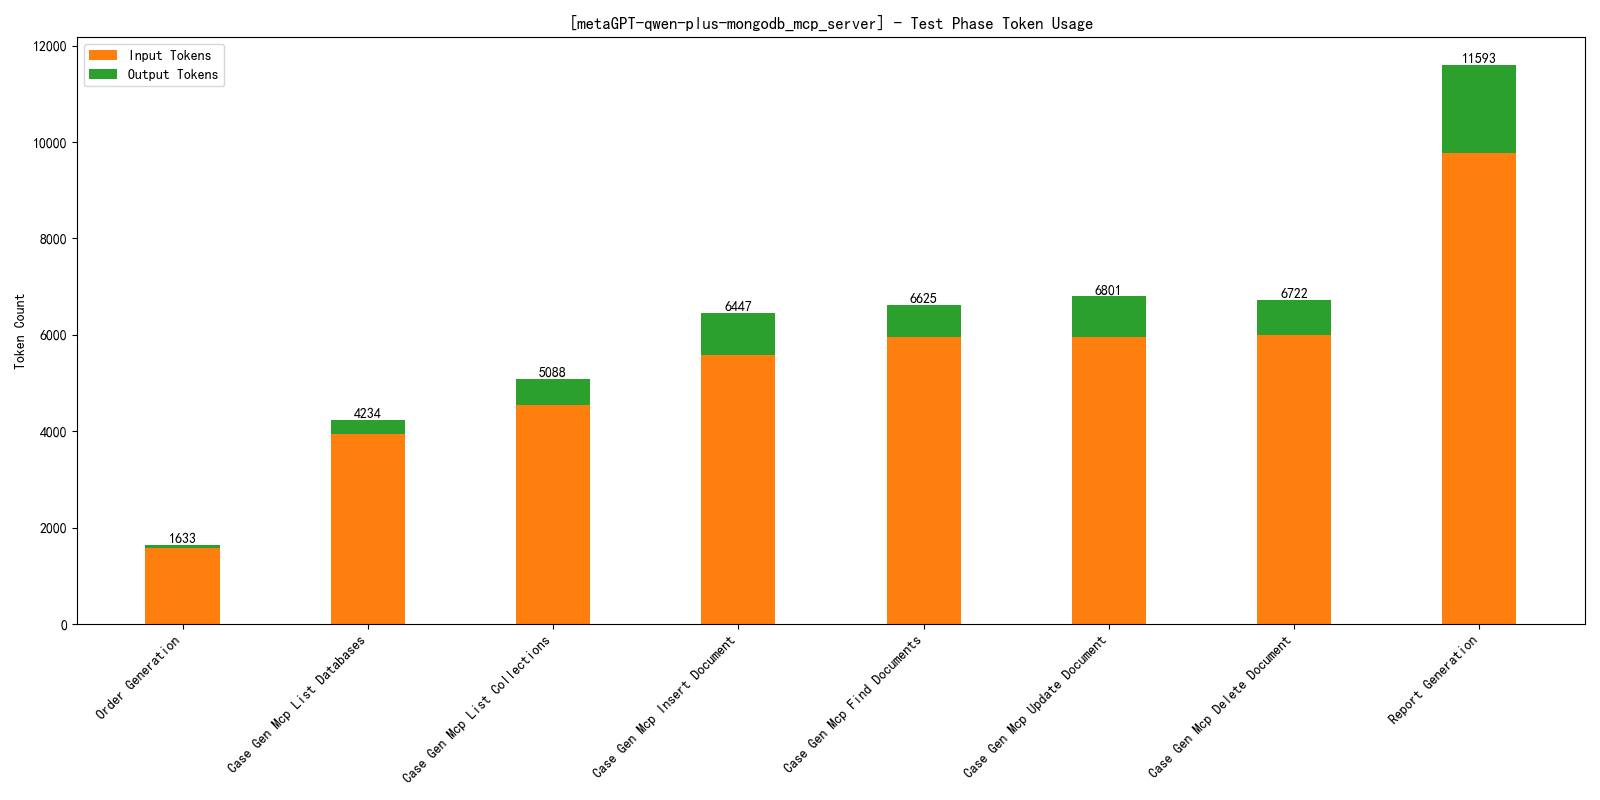 [metaGPT-qwen-plus-mongodb_mcp_server] - Test Phase Token Usage
Input Tokens
Output Tokens
Token Count
12000
10000
8000
6000
4000
2000
0
1633
4234
5088
6447
6625
6801
6722
11593
Order Generation
Case Gen Mcp List Databases
Case Gen Mcp List Collections
Case Gen Mcp Insert Document
Case Gen Mcp Find Documents
Case Gen Mcp Update Document
Case Gen Mcp Delete Document
Report Generation